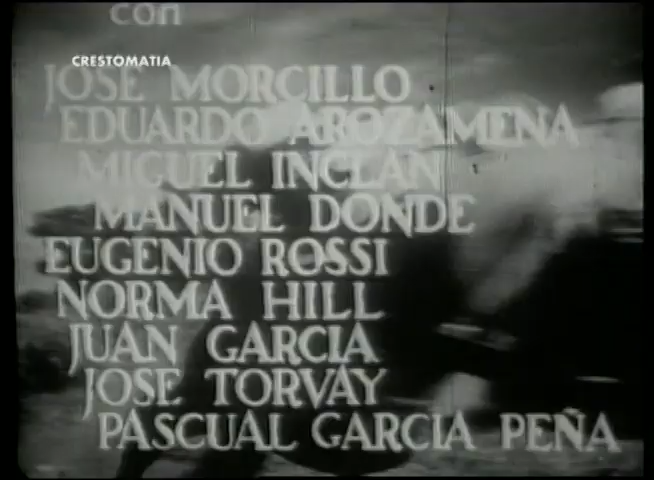 con
CRESTOMATIA
JOSE MORCILLO
EDUARDO AROZAMENA
MIGUEL INCLAN
MANUEL DONDE
EUGENIO ROSSI
NORMA HILL
JUAN GARCIA
JOSE TORVAY
PASCUAL GARCIA PEÑA